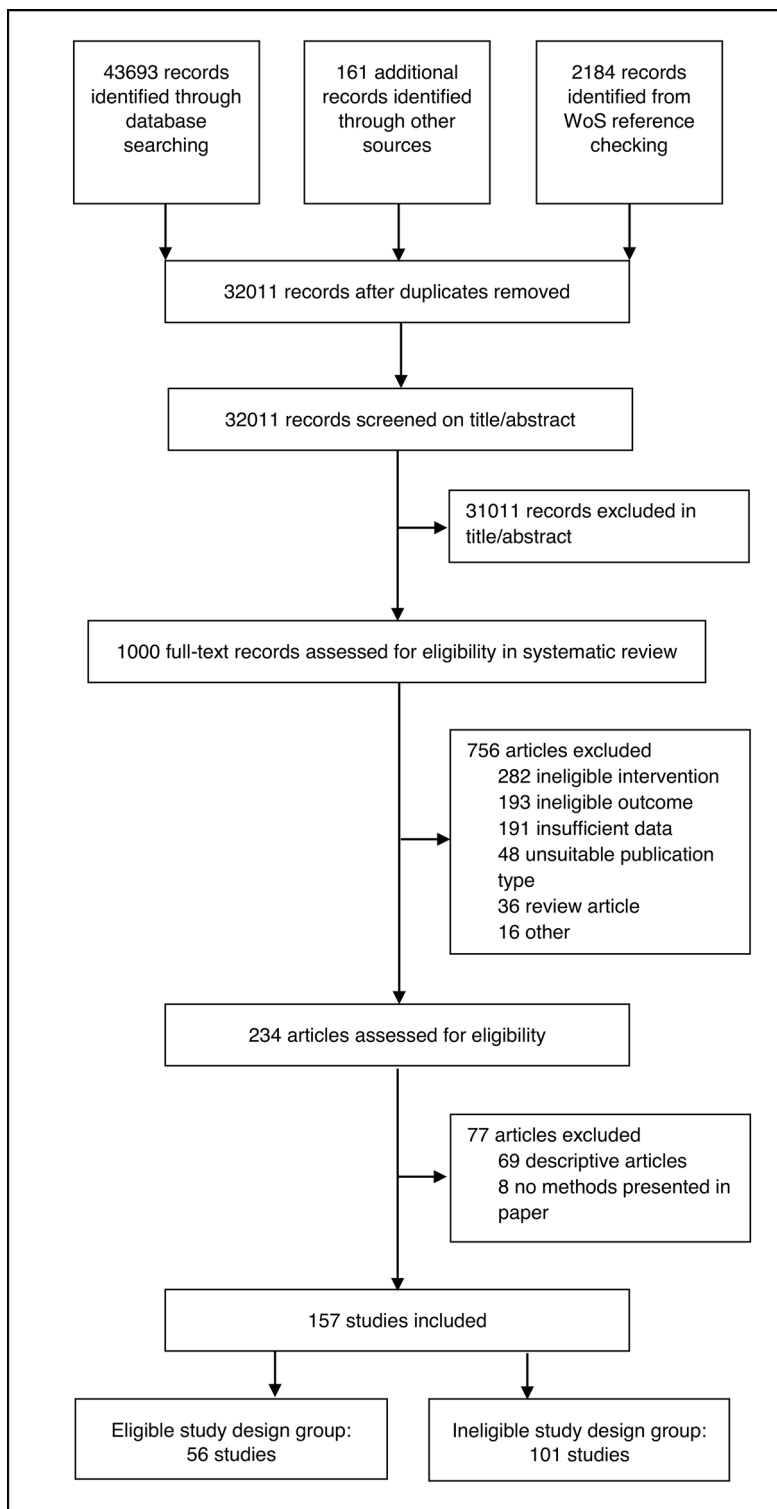 43693 records
identified through
database
searching
161 additional
records identified
through other
sources
2184 records
identified from
WoS reference
checking
32011 records after duplicates removed
32011 records screened on title/abstract
31011 records excluded in
title/abstract
1000 full-text records assessed for eligibility in systematic review
756 articles excluded
282 ineligible intervention
193 ineligible outcome
191 insufficient data
48 unsuitable publication
type
36 review article
16 other
234 articles assessed for eligibility
77 articles excluded
69 descriptive articles
8 no methods presented in
paper
157 studies included
Eligible study design group:
56 studies
Ineligible study design group:
101 studies